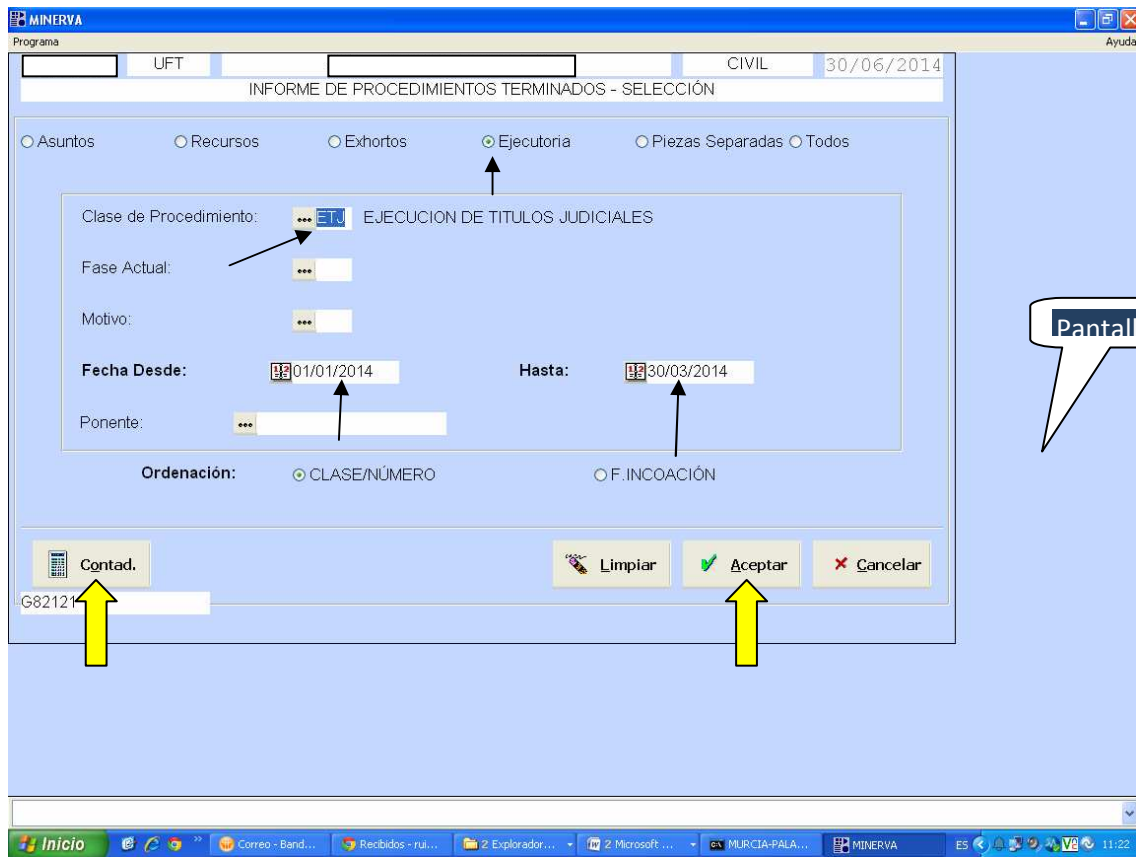 MINERVA
Programa Ayuda
UFT CIVIL 30/06/2014
INFORME DE PROCEDIMIENTOS TERMINADOS - SELECCIÓN
Asuntos Recursos Exhortos Ejecutoria Piezas Separadas Todos
Clase de Procedimiento: ... ETJ EJECUCION DE TITULOS JUDICIALES
Fase Actual: ...
Motivo: ...
Fecha Desde: 01/01/2014 Hasta: 30/03/2014
Ponente: ...
Ordenación: CLASE/NÚMERO F.INCOACIÓN
Contad. Limpiar Aceptar Cancelar
G82121
Pantall
Inicio Correo - Band... Recibidos - rui... 2 Explorador... 2 Microsoft ... MURCIA-PALA... MINERVA ES 11:22